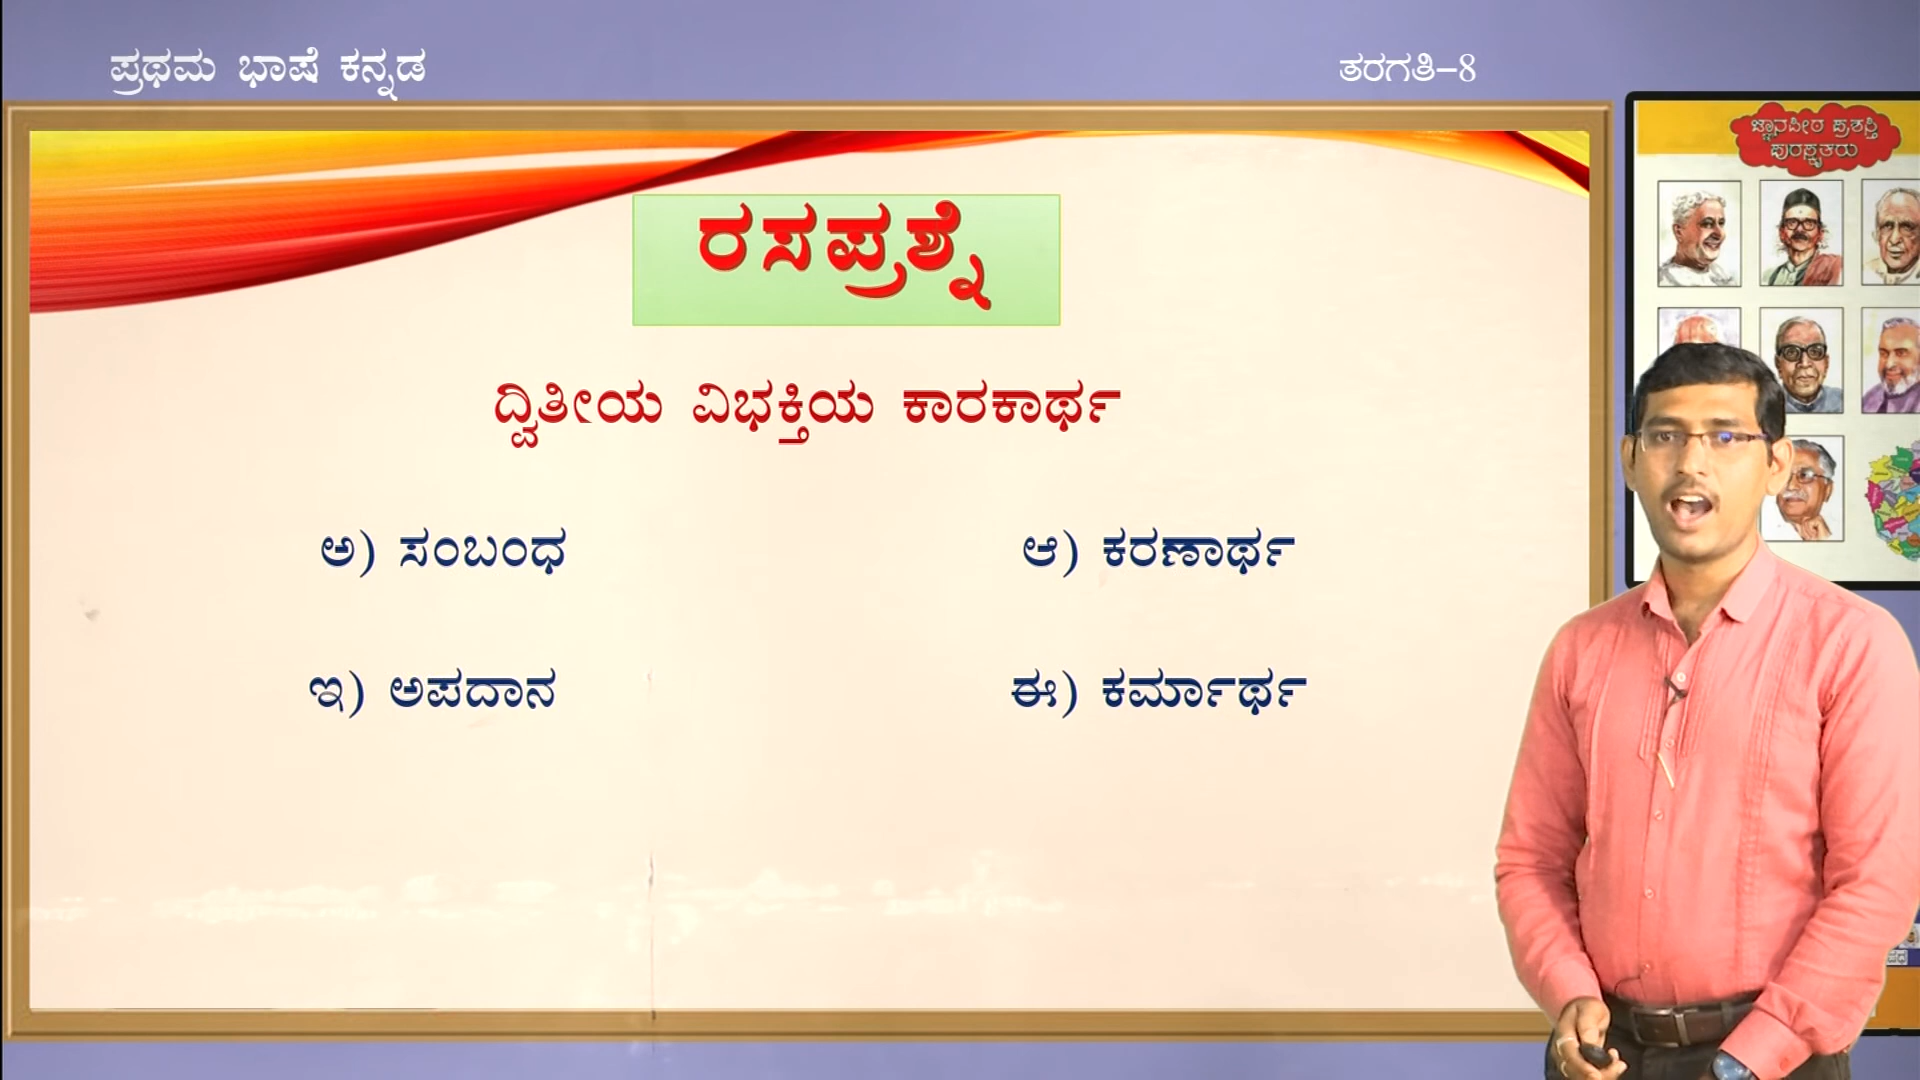 ಪ್ರಥಮ ಭಾಷೆ ಕನ್ನಡ
ತರಗತಿ-8
ಜ್ಞಾನಪೀಠ ಪ್ರಶಸ್ತಿ
ಪುರಸ್ಕೃತರು
ರಸಪ್ರಶ್ನೆ
ದ್ವಿತೀಯ ವಿಭಕ್ತಿಯ ಕಾರಕಾರ್ಥ
ಅ) ಸಂಬಂಧ
ಆ) ಕರಣಾರ್ಥ
ಇ) ಅಪದಾನ
ಈ) ಕರ್ಮಾರ್ಥ